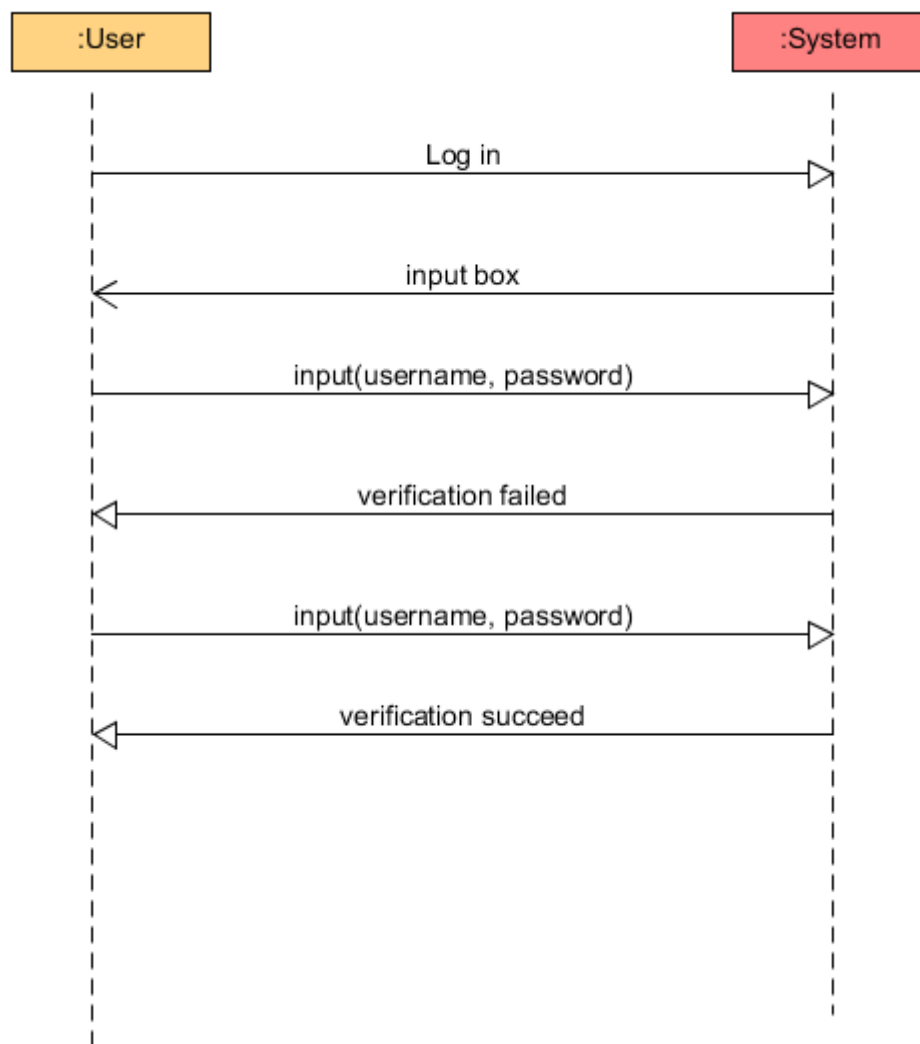 :User
:System
Log in
input box
input(username, password)
verification failed
input(username, password)
verification succeed